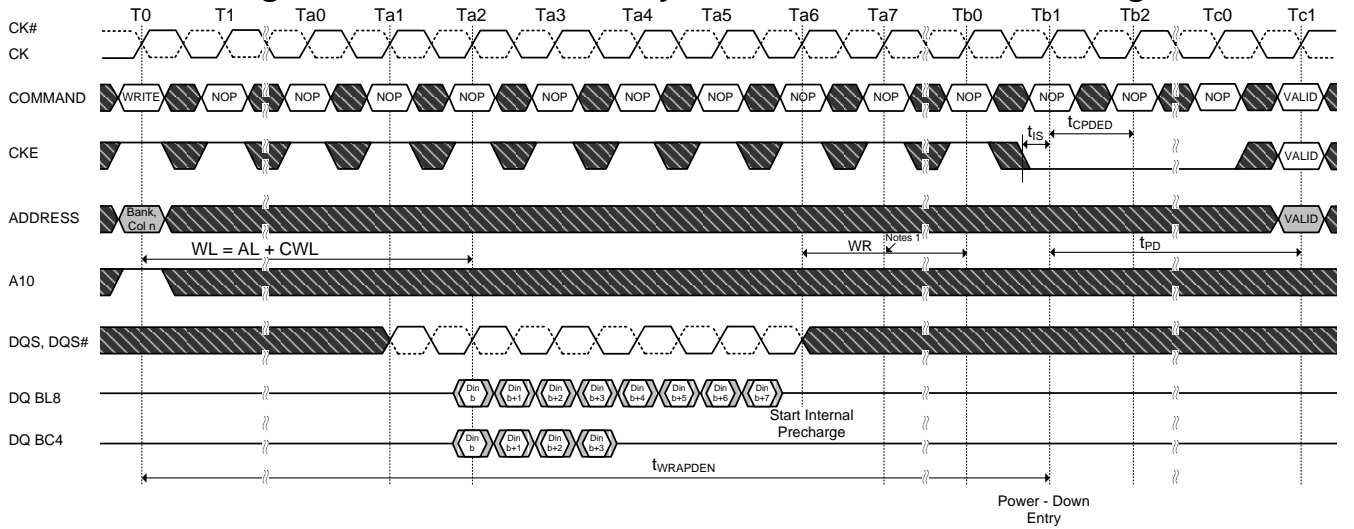 T0 T1 Ta0 Ta1 Ta2 Ta3 Ta4 Ta5 Ta6 Ta7 Tb0 Tb1 Tb2 Tc0 Tc1
CK#
CK
COMMAND WRITE NOP NOP NOP NOP NOP NOP NOP NOP NOP NOP NOP NOP NOP VALID
tIS tCPDED
CKE VALID
ADDRESS Bank, Col n VALID
WL = AL + CWL WR Notes 1 tPD
A10
DQS, DQS#
DQ BL8 Din b Din b+1 Din b+2 Din b+3 Din b+4 Din b+5 Din b+6 Din b+7
Start Internal
Precharge
DQ BC4 Din b Din b+1 Din b+2 Din b+3
tWRAPDEN
Power - Down
Entry